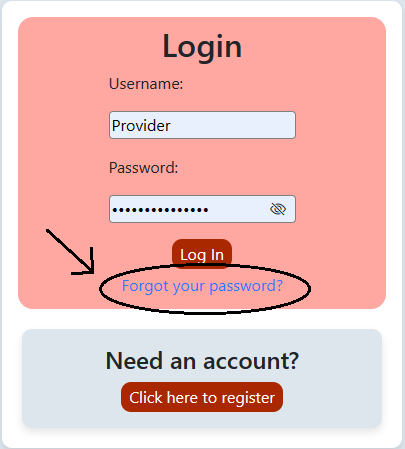 Login
Username:
Provider
Password:
•••••••••••••••
Log In
Forgot your password?
Need an account?
Click here to register